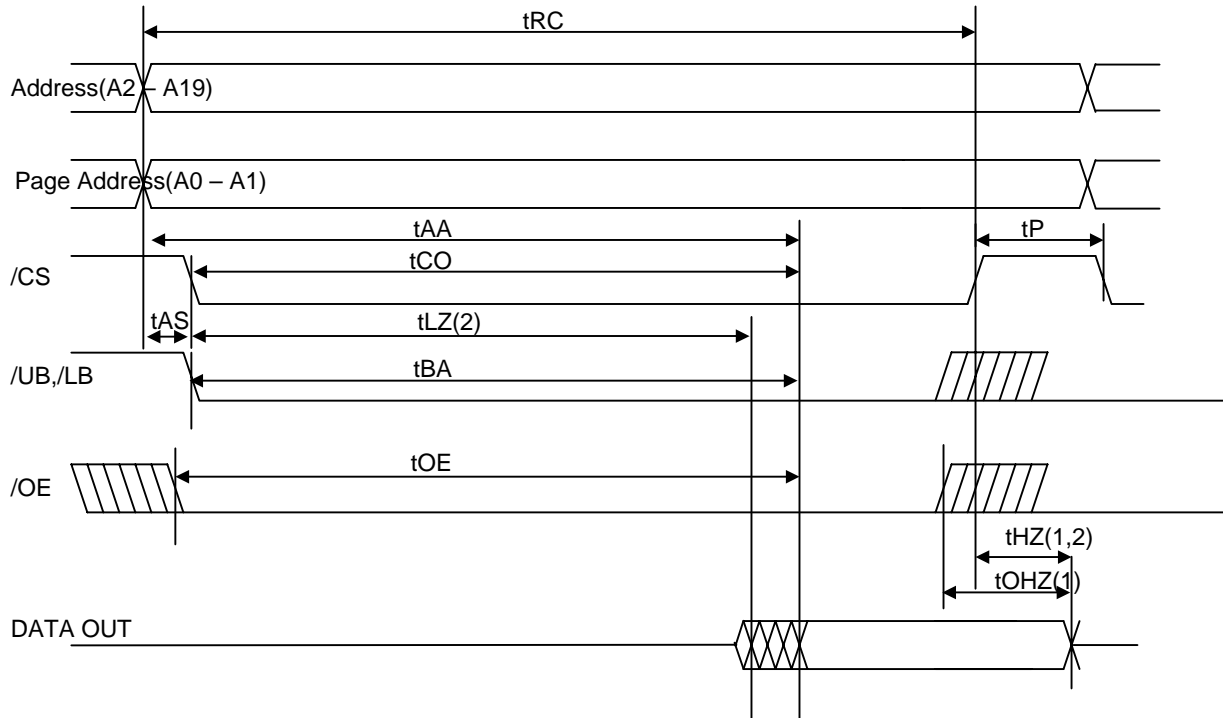 tRC
Address(A2 – A19)
Page Address(A0 – A1)
tAA
tP
tCO
/CS
tAS
tLZ(2)
/UB,/LB
tBA
tOE
/OE
tHZ(1,2)
tOHZ(1)
DATA OUT